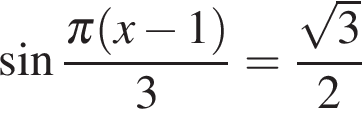 sin π(x − 1)/3 = √3/2